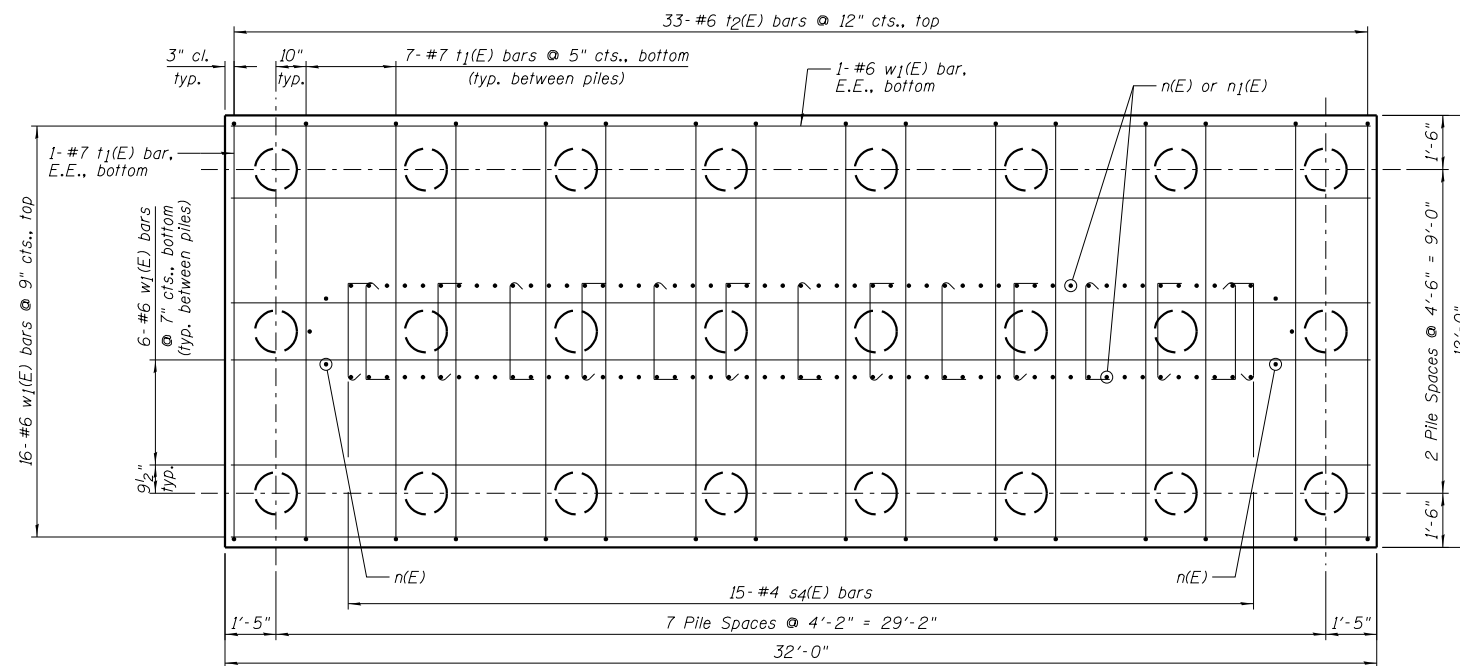 33-#6 t2(E) bars @ 12" cts., top
3" cl.
typ.
10"
typ.
7-#7 t1(E) bars @ 5" cts., bottom
(typ. between piles)
1-#6 w1(E) bar,
E.E., bottom
n(E) or n1(E)
1-#7 t1(E) bar,
E.E., bottom
16-#6 w1(E) bars @ 9" cts., top
6-#6 w1(E) bars
@ 7" cts., bottom
(typ. between piles)
9½"
typ.
1'-6"
2 Pile Spaces @ 4'-6" = 9'-0"
1'-6"
n(E)
n(E)
15-#4 s4(E) bars
1'-5"
7 Pile Spaces @ 4'-2" = 29'-2"
1'-5"
32'-0"